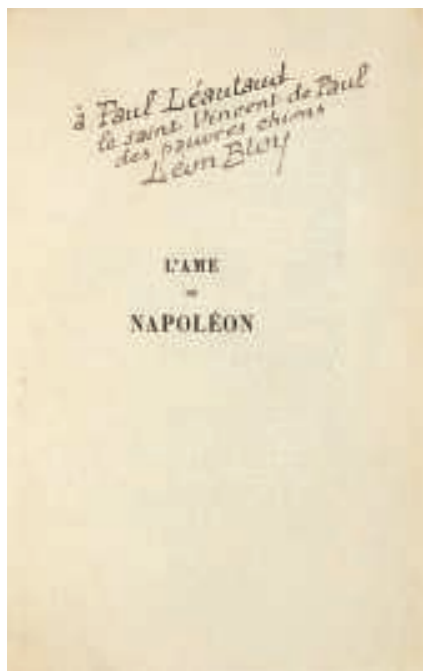 à Paul Léautaud
le saint Vincent de Paul
des pauvres chiens
Léon Bloy
L'AME
DE
NAPOLÉON